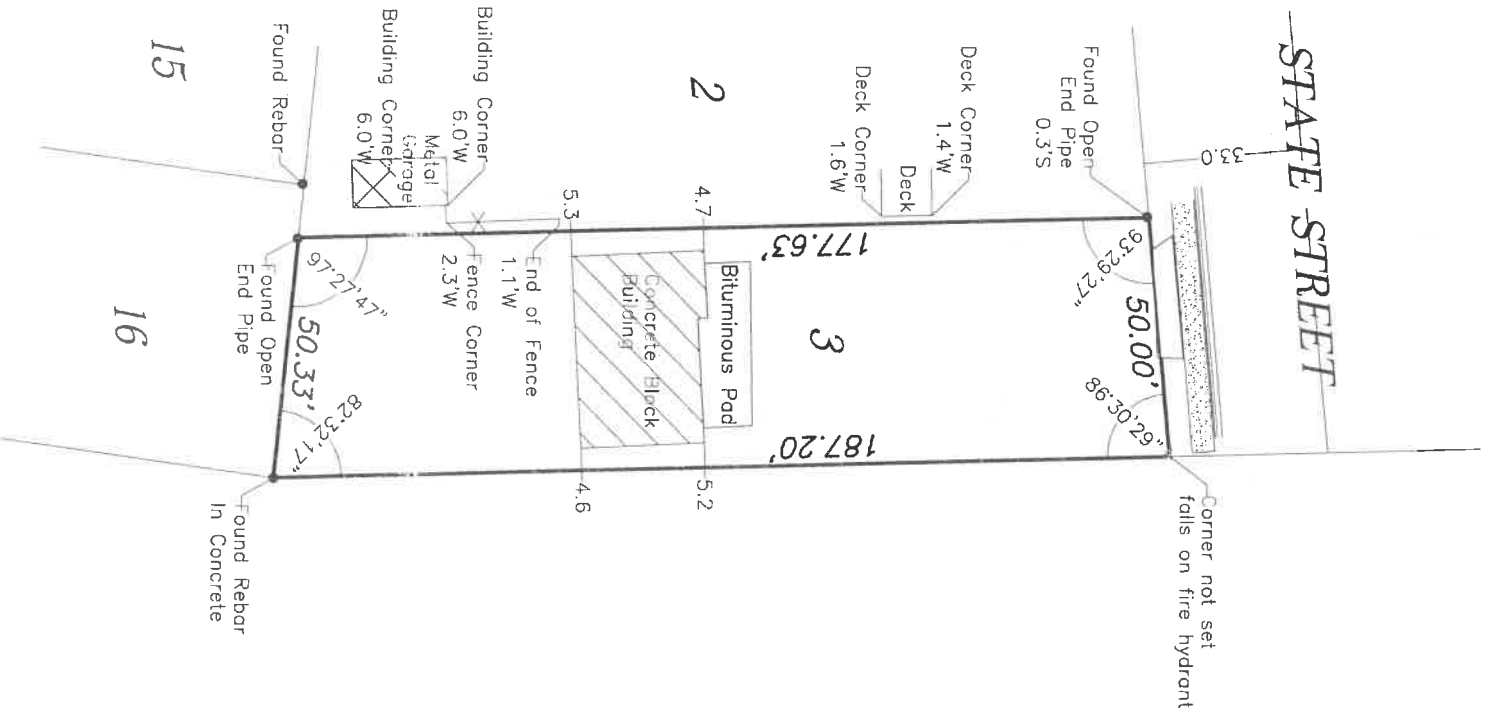 STATE STREET
33.0
Found Open
End Pipe
0.3'S
93°29'27"
50.00'
86°30'29"
Corner not set
falls on fire hydrant
Deck Corner
1.4'W
Deck
Deck Corner
1.6'W
2
177.63'
3
187.20'
Bituminous Pad
4.7
5.2
Concrete Block
Building
5.3
4.6
End of Fence
1.1'W
Fence Corner
2.3'W
Building Corner
6.0'W
Metal
Garage
Building Corner
6.0'W
97°27'47"
50.33'
82°32'17"
Found Rebar
Found Open
End Pipe
Found Rebar
In Concrete
15
16